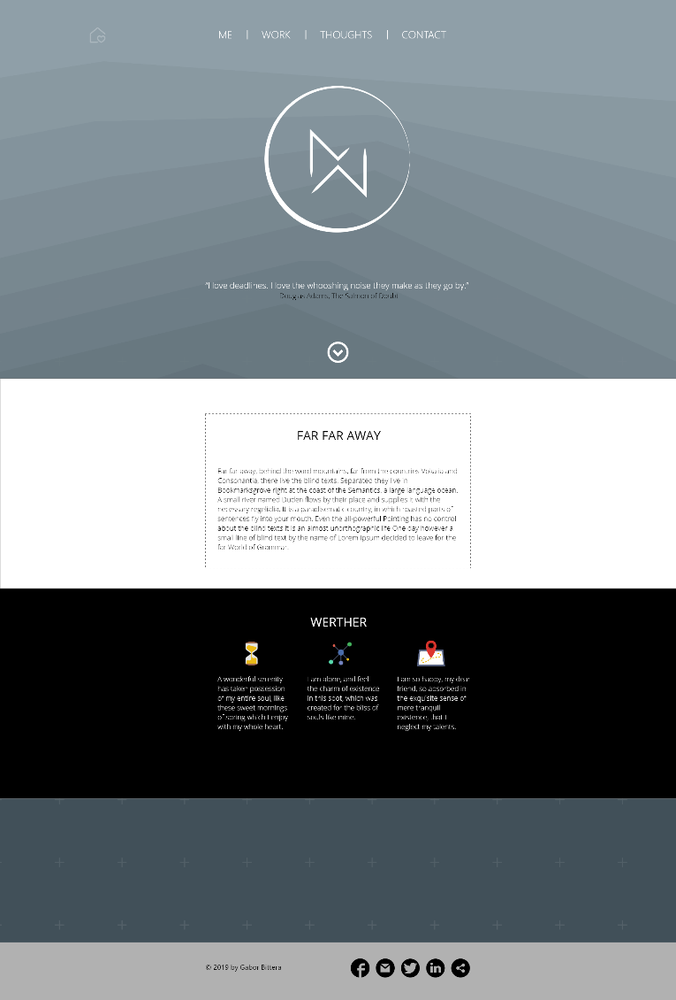 ME | WORK | THOUGHTS | CONTACT
“I love deadlines. I love the whooshing noise they make as they go by.”
Douglas Adams, The Salmon of Doubt
FAR FAR AWAY
Far far away, behind the word mountains, far from the countries Vokalia and
Consonantia, there live the blind texts. Separated they live in
Bookmarksgrove right at the coast of the Semantics, a large language ocean.
A small river named Duden flows by their place and supplies it with the
necessary regelialia. It is a paradisematic country, in which roasted parts of
sentences fly into your mouth. Even the all-powerful Pointing has no control
about the blind texts it is an almost unorthographic life One day however a
small line of blind text by the name of Lorem Ipsum decided to leave for the
far World of Grammar.
WERTHER
A wonderful serenity
has taken possession
of my entire soul, like
these sweet mornings
of spring which I enjoy
with my whole heart.
I am alone, and feel
the charm of existence
in this spot, which was
created for the bliss of
souls like mine.
I am so happy, my dear
friend, so absorbed in
the exquisite sense of
mere tranquil
existence, that I
neglect my talents.
© 2019 by Gabor Bittera